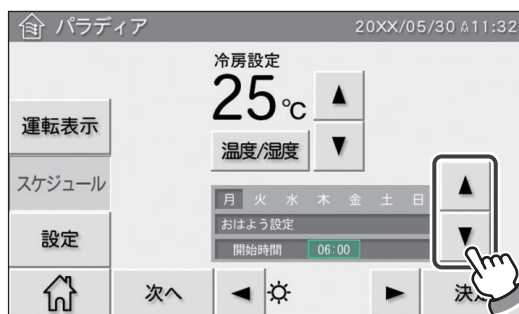 パラディア 20XX/05/30 11:32
冷房設定
25℃
▲
運転表示
温度/湿度 ▼
スケジュール
月 火 水 木 金 土 日 ▲
おはよう設定
設定
開始時間 06:00 ▼
次へ ◀ ▶ 決定